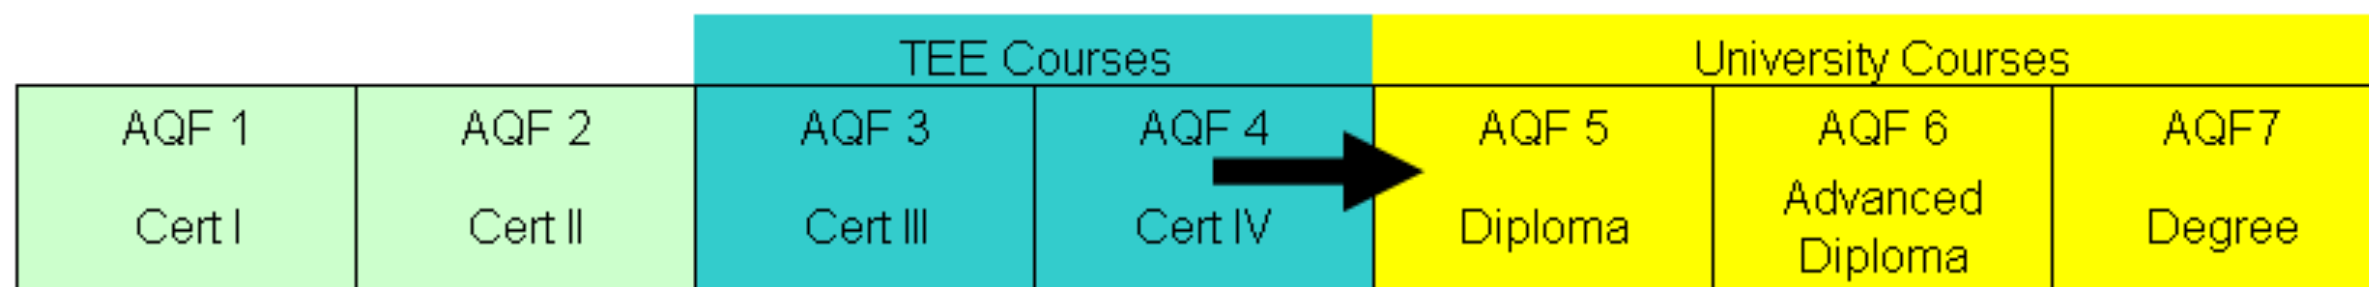 TEE Courses University Courses
AQF 1 AQF 2 AQF 3 AQF 4 AQF 5 AQF 6 AQF7
Cert I Cert II Cert III Cert IV Diploma Advanced Diploma Degree